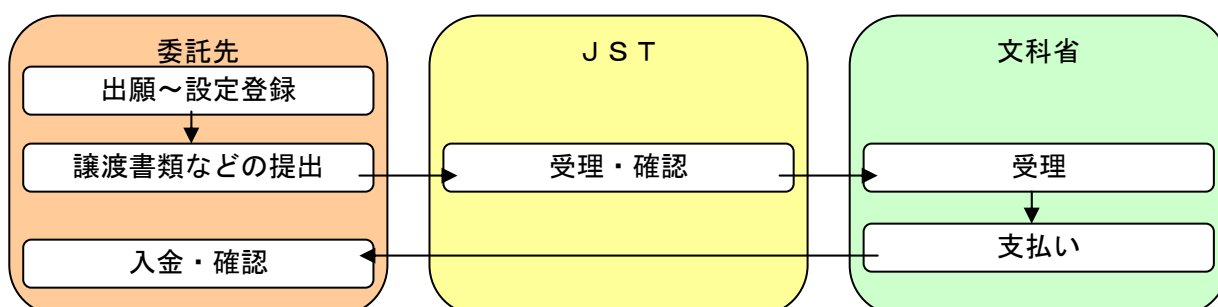 委託先
出願～設定登録
譲渡書類などの提出
入金・確認
ＪＳＴ
受理・確認
文科省
受理
支払い